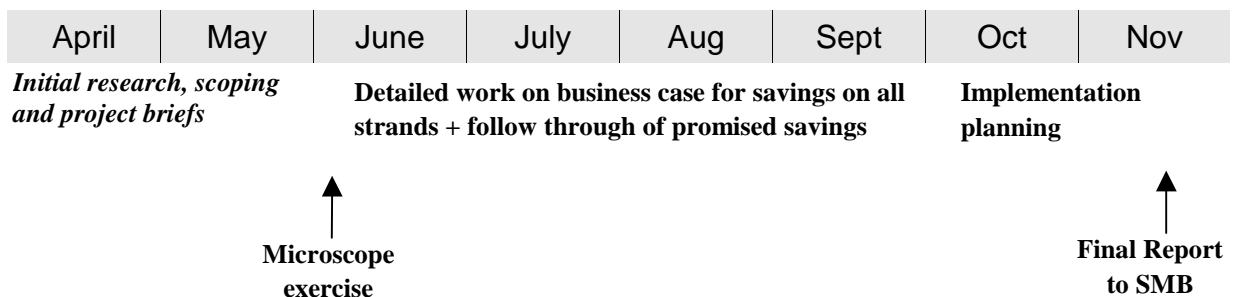 April May June July Aug Sept Oct Nov
Initial research, scoping
and project briefs
Detailed work on business case for savings on all
strands + follow through of promised savings
Implementation
planning
Microscope
exercise
Final Report
to SMB